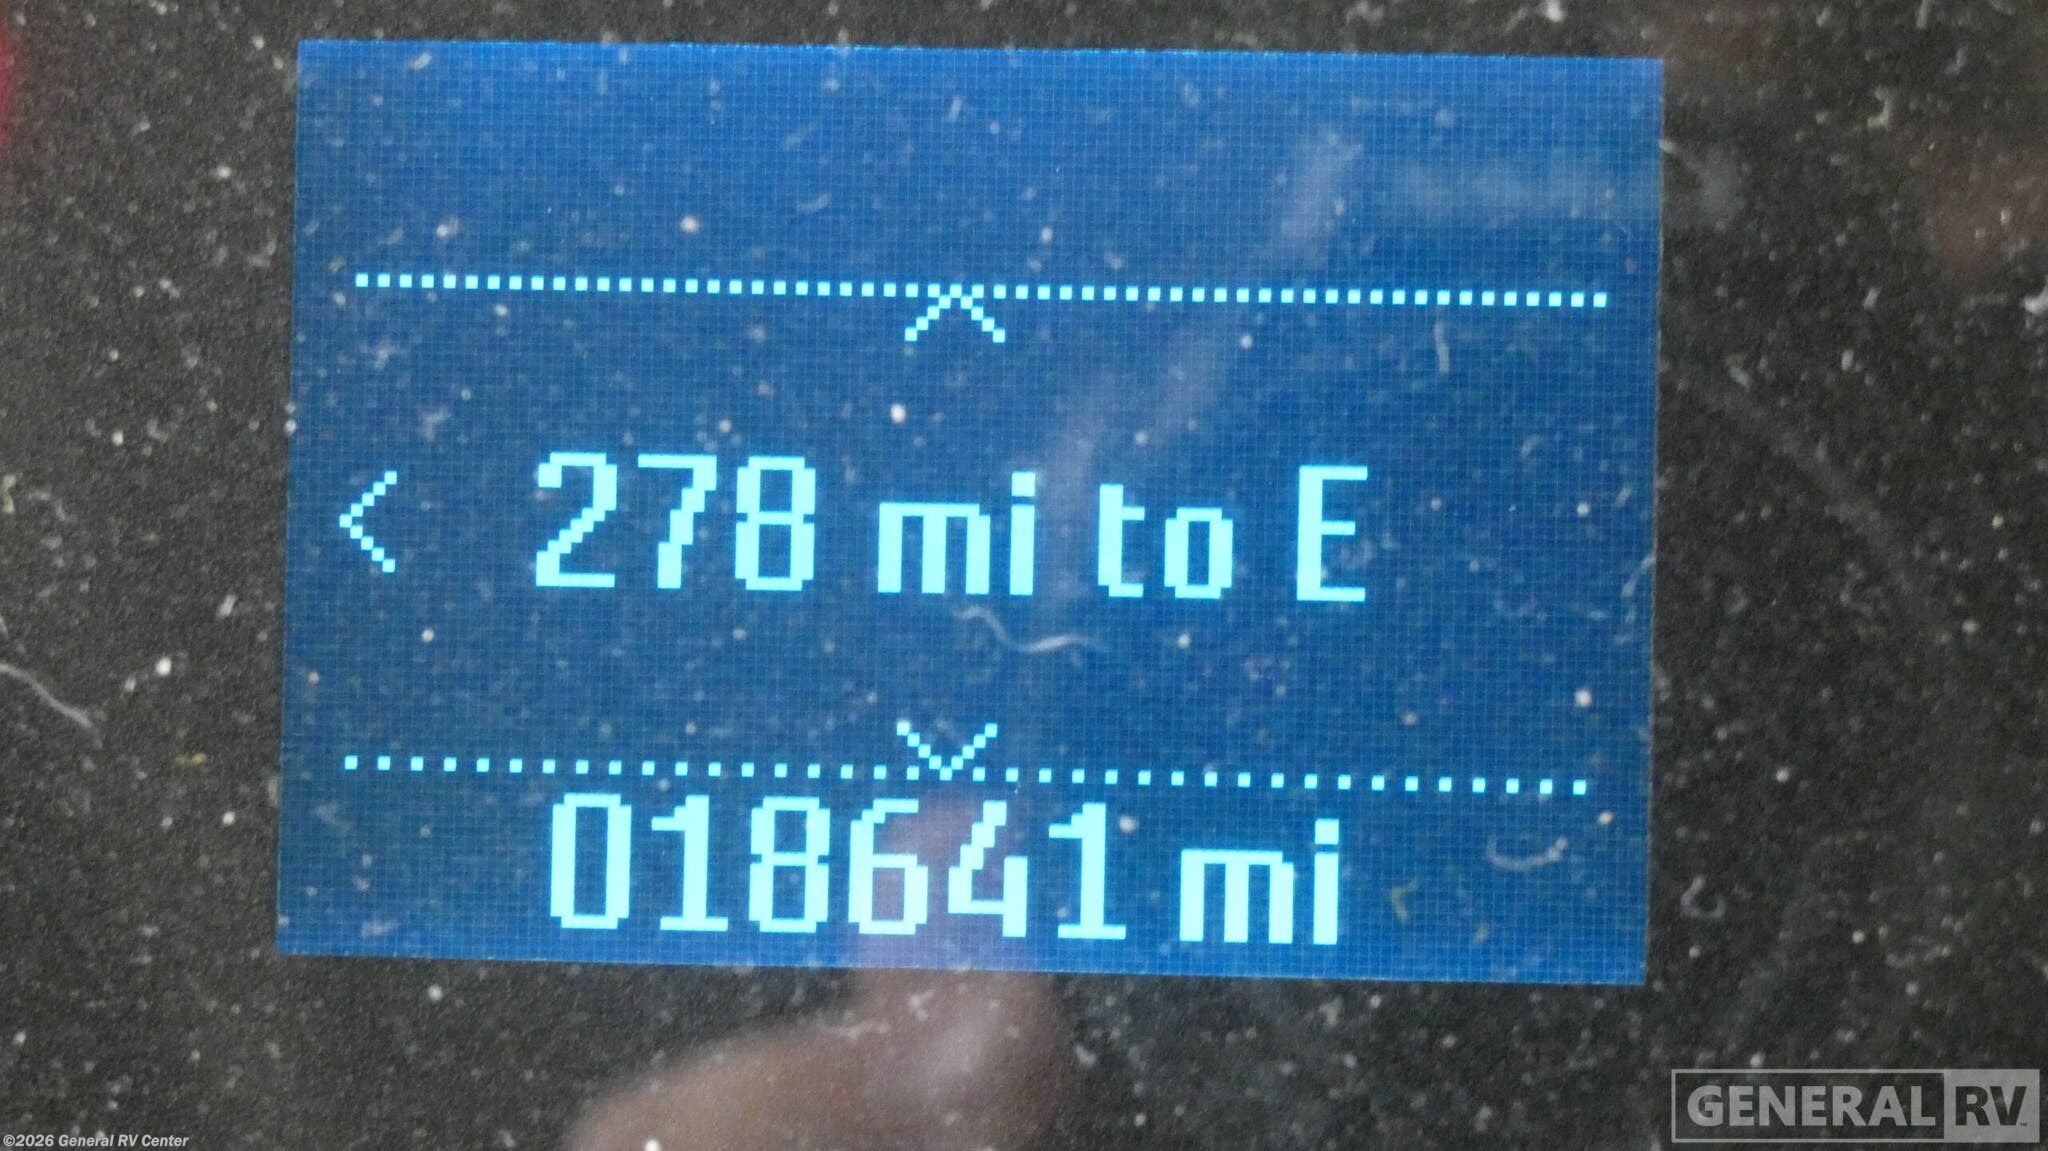 278 mi to E
018641 mi
GENERAL RV
©2026 General RV Center